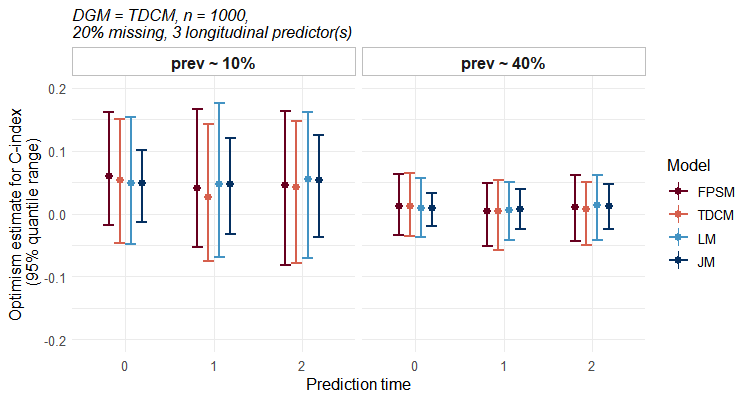 DGM = TDCM, n = 1000,
20% missing, 3 longitudinal predictor(s)
prev ~ 10%
prev ~ 40%
Optimism estimate for C-index
(95% quantile range)
0.2
0.1
0.0
-0.1
-0.2
0 1 2
0 1 2
Prediction time
Model
FPSM
TDCM
LM
JM